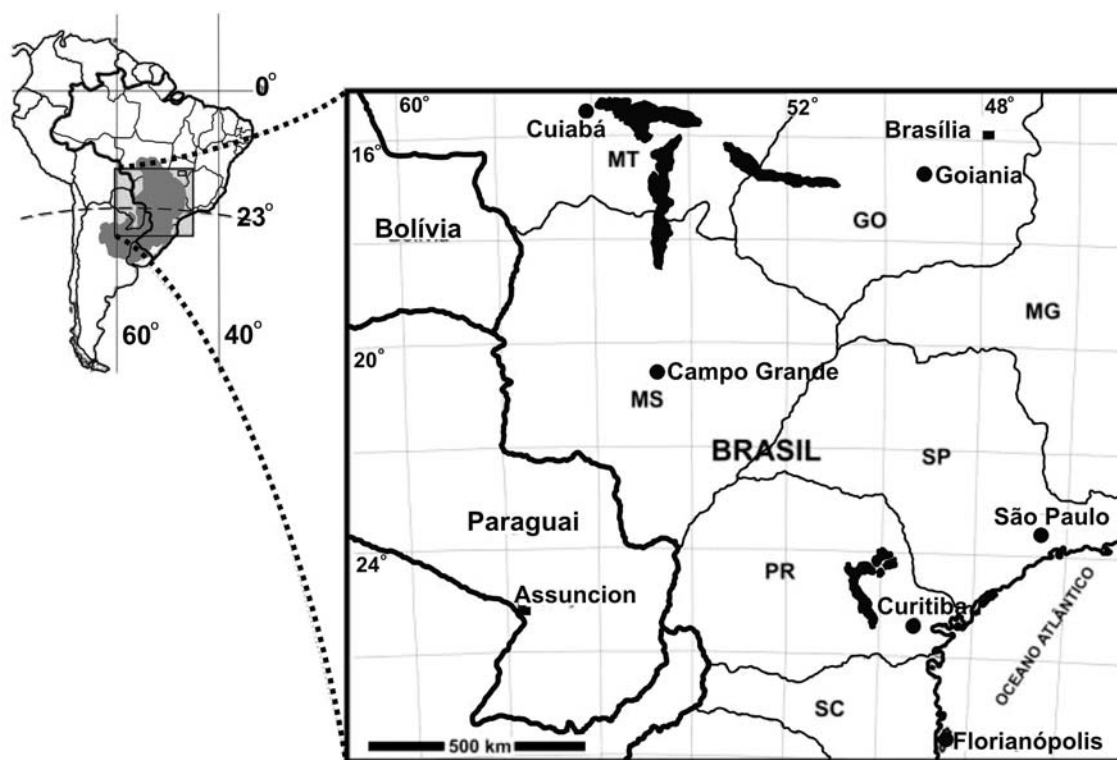 0°
23°
60°
40°
60°
52°
48°
Cuiabá
Brasília
16°
MT
Goiania
GO
Bolívia
MG
20°
Campo Grande
MS
BRASIL
SP
Paraguai
São Paulo
24°
PR
Assuncion
Curitiba
OCEANO ATLÂNTICO
SC
500 km
Florianópolis